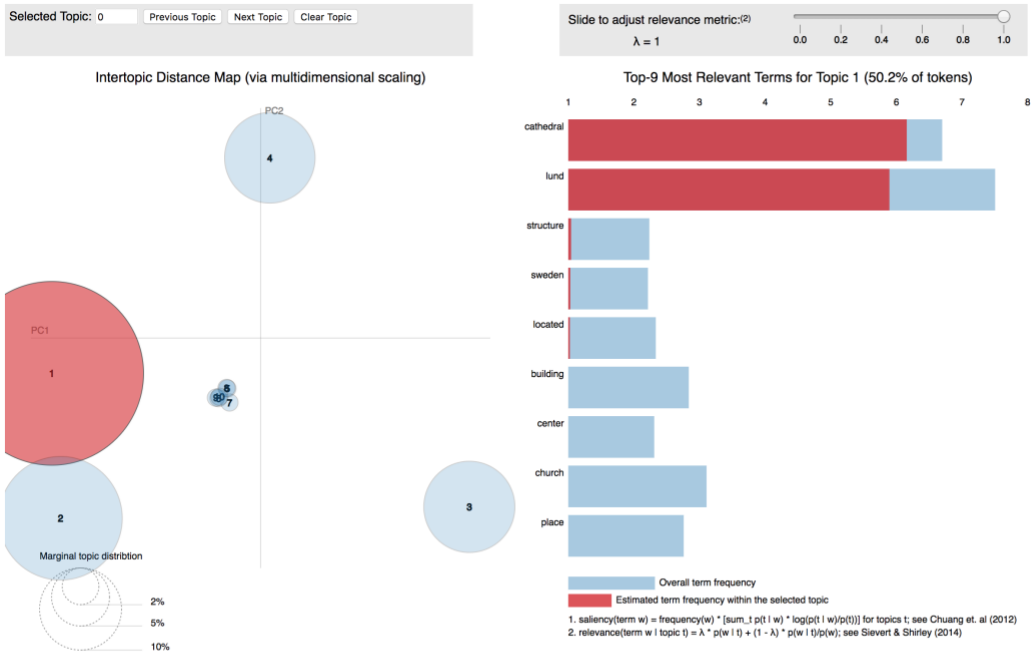 Selected Topic: 0 Previous Topic Next Topic Clear Topic
Slide to adjust relevance metric:(2)
λ = 1
0.0 0.2 0.4 0.6 0.8 1.0
Intertopic Distance Map (via multidimensional scaling)
PC2
PC1
4
1
7
2
3
Marginal topic distribtion
2%
5%
10%
Top-9 Most Relevant Terms for Topic 1 (50.2% of tokens)
1 2 3 4 5 6 7 8
cathedral
lund
structure
sweden
located
building
center
church
place
Overall term frequency
Estimated term frequency within the selected topic
1. saliency(term w) = frequency(w) * [sum_t p(t | w) * log(p(t | w)/p(t))] for topics t; see Chuang et. al (2012)
2. relevance(term w | topic t) = λ * p(w | t) + (1 - λ) * p(w | t)/p(w); see Sievert & Shirley (2014)